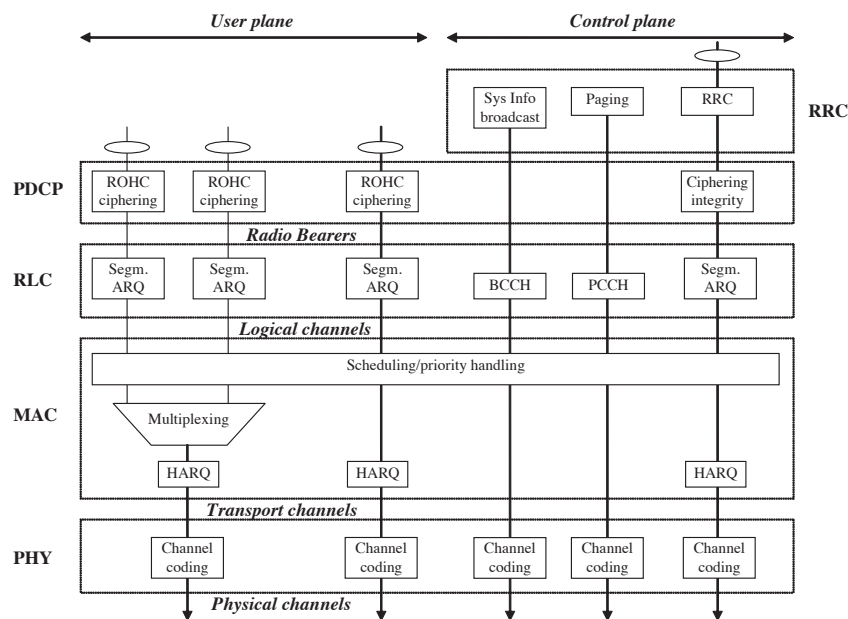 User plane
Control plane
Sys Info
broadcast
Paging
RRC
RRC
PDCP
ROHC
ciphering
ROHC
ciphering
ROHC
ciphering
Ciphering
integrity
Radio Bearers
RLC
Segm.
ARQ
Segm.
ARQ
Segm.
ARQ
BCCH
PCCH
Segm.
ARQ
Logical channels
Scheduling/priority handling
MAC
Multiplexing
HARQ
HARQ
HARQ
Transport channels
PHY
Channel
coding
Channel
coding
Channel
coding
Channel
coding
Channel
coding
Physical channels